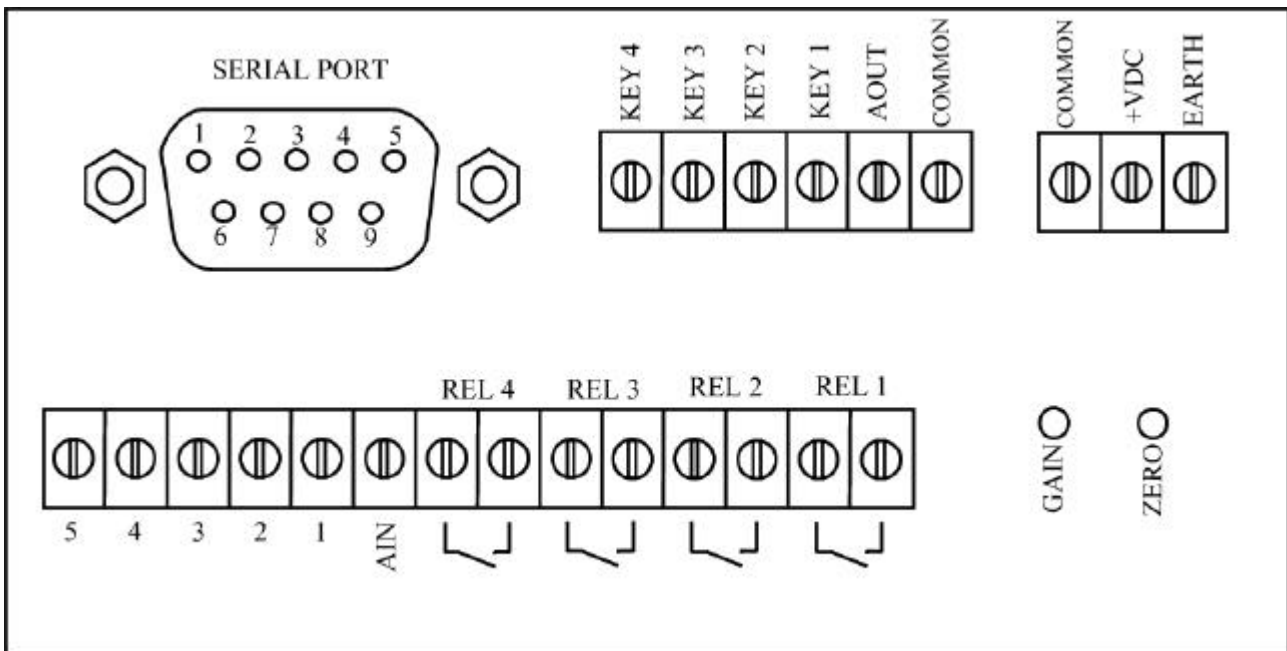 SERIAL PORT
1 2 3 4 5
6 7 8 9
KEY 4
KEY 3
KEY 2
KEY 1
AOUT
COMMON
COMMON
+VDC
EARTH
REL 4 REL 3 REL 2 REL 1
5 4 3 2 1 AIN
GAIN
ZERO